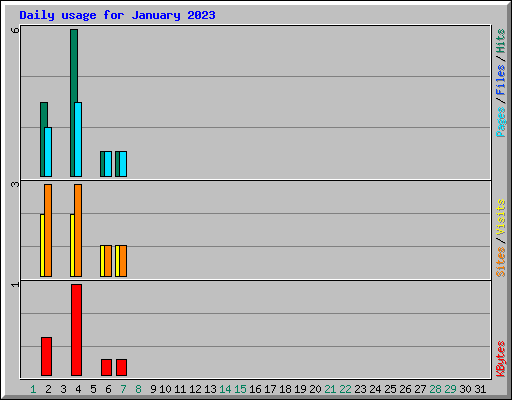 Daily usage for January 2023
6
3
1
Pages/Files/Hits
Sites/Visits
KBytes
1 2 3 4 5 6 7 8 9 10 11 12 13 14 15 16 17 18 19 20 21 22 23 24 25 26 27 28 29 30 31